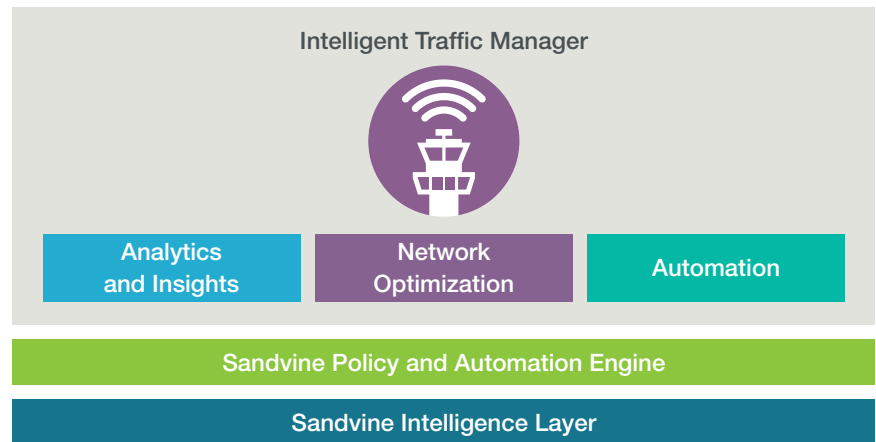 Intelligent Traffic Manager
Analytics
and Insights
Network
Optimization
Automation
Sandvine Policy and Automation Engine
Sandvine Intelligence Layer